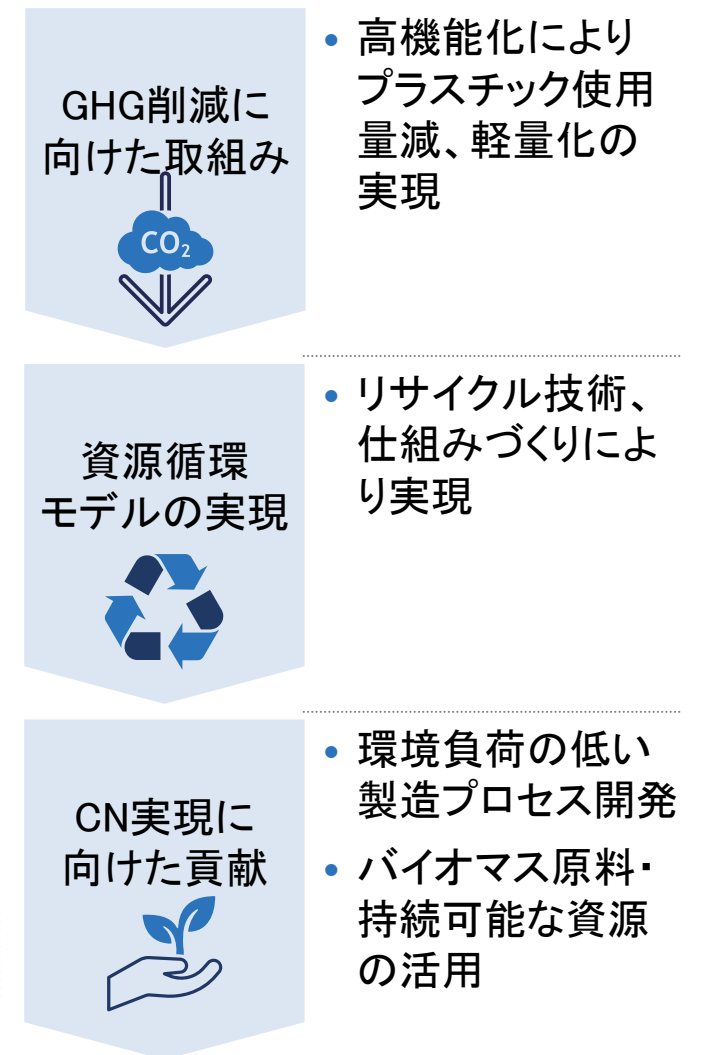 GHG削減に
向けた取組み
CO₂
• 高機能化により
プラスチック使用
量減、軽量化の
実現
資源循環
モデルの実現
• リサイクル技術、
仕組みづくりによ
り実現
CN実現に
向けた貢献
• 環境負荷の低い
製造プロセス開発
• バイオマス原料・
持続可能な資源
の活用